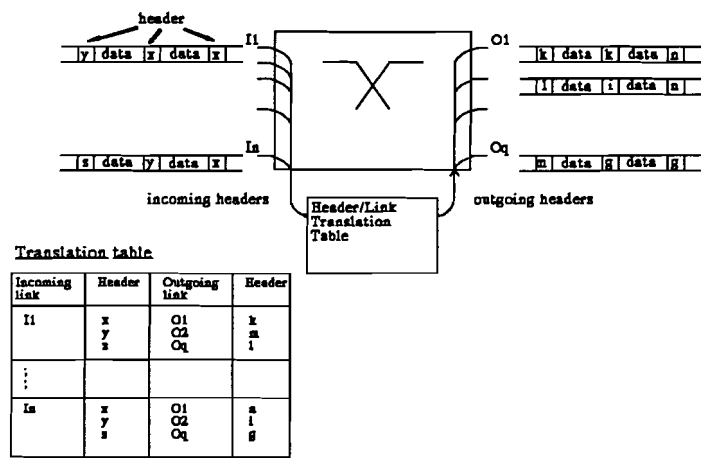 header
I1
O1
y data x data x
k data k data n
l data i data n
In
Oq
s data y data x
m data g data g
incoming headers
outgoing headers
Header/Link
Translation
Table
Translation table
Incoming link Header Outgoing link Header
I1 x O1 k
y O2 m
s Oq l
In x O1 n
y O2 i
s Oq g